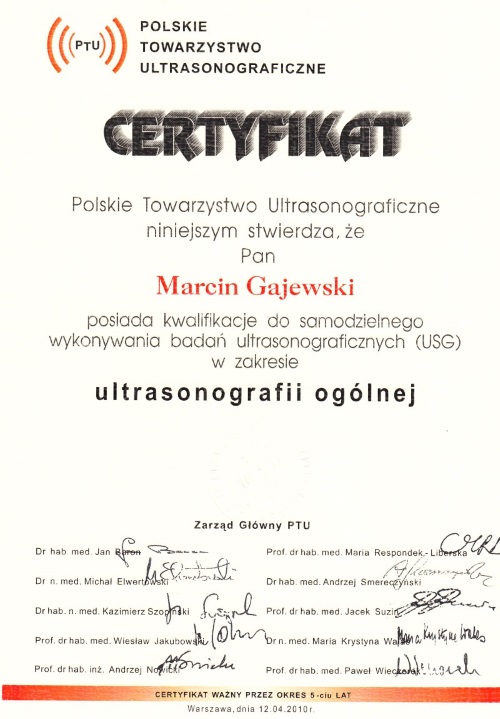 PTU
POLSKIE
TOWARZYSTWO
ULTRASONOGRAFICZNE
CERTYFIKAT
Polskie Towarzystwo Ultrasonograficzne
niniejszym stwierdza, że
Pan
Marcin Gajewski
posiada kwalifikacje do samodzielnego
wykonywania badań ultrasonograficznych (USG)
w zakresie
ultrasonografii ogólnej
Zarząd Główny PTU
Dr hab. med. Jan Baron
Prof. dr hab. med. Maria Respondek - Liberska
Dr n. med. Michał Elwertowski
Dr hab. med. Andrzej Smereczyński
Dr hab. n. med. Kazimierz Szopiński
Prof. dr hab. med. Jacek Suzin
Prof. dr hab. med. Wiesław Jakubowski
Dr n. med. Maria Krystyna
Prof. dr hab. inż. Andrzej Nowicki
Prof. dr hab. med. Paweł
CERTYFIKAT WAŻNY PRZEZ OKRES 5-ciu LAT
Warszawa, dnia 12.04.2010r.